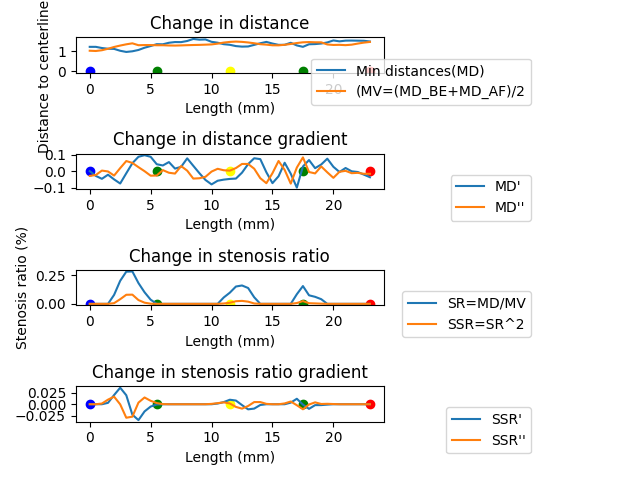 Change in distance
Distance to centerline
1
0
0 5 10 15 20
Length (mm)
Min distances(MD)
(MV=(MD_BE+MD_AF)/2
Change in distance gradient
0.1
0.0
−0.1
0 5 10 15 20
Length (mm)
MD'
MD''
Change in stenosis ratio
Stenosis ratio (%)
0.25
0.00
0 5 10 15 20
Length (mm)
SR=MD/MV
SSR=SR^2
Change in stenosis ratio gradient
0.025
0.000
−0.025
0 5 10 15 20
Length (mm)
SSR'
SSR''